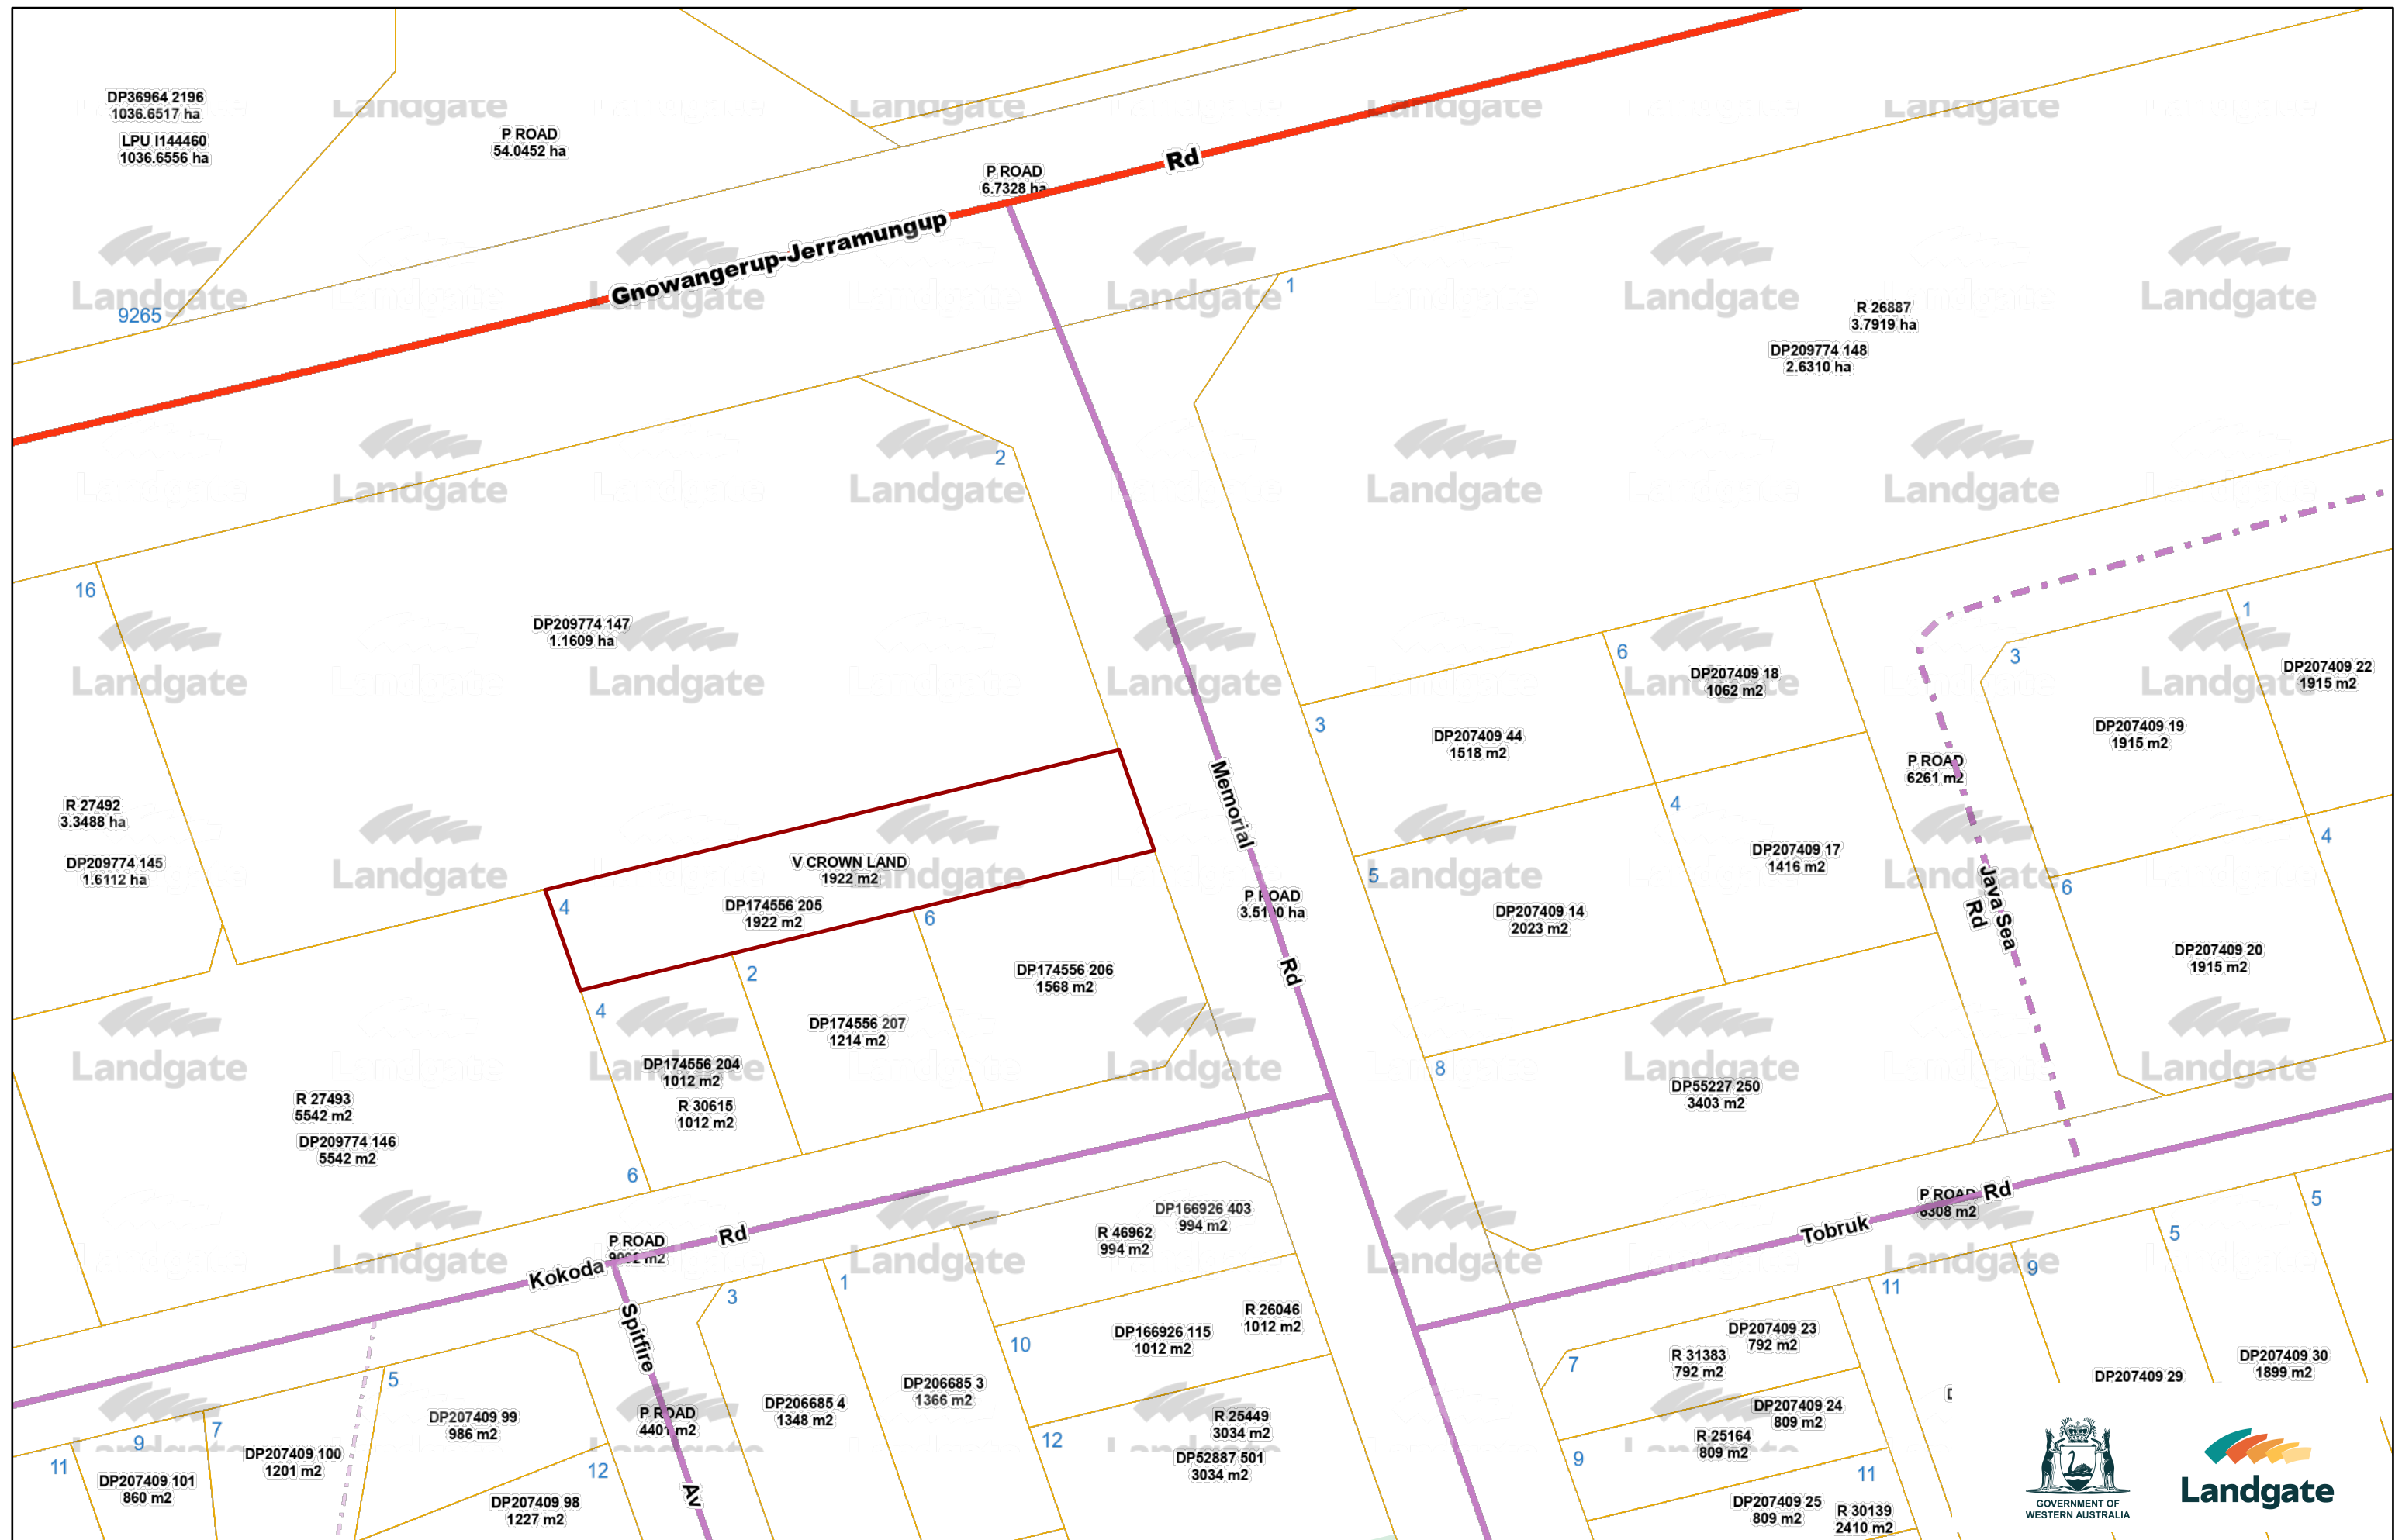 DP36964 2196
1036.6517 ha
LPU I144460
1036.6556 ha
P ROAD
54.0452 ha
P ROAD
6.7328 ha
Rd
Gnowangerup-Jerramungup
9265
1
R 26887
3.7919 ha
DP209774 148
2.6310 ha
2
16
DP209774 147
1.1609 ha
6
DP207409 18
1062 m2
3
1
DP207409 22
1915 m2
3
DP207409 44
1518 m2
DP207409 19
1915 m2
P ROAD
6261 m2
R 27492
3.3488 ha
DP209774 145
1.6112 ha
Memorial
Rd
4
5
DP207409 17
1416 m2
4
V CROWN LAND
1922 m2
DP174556 205
1922 m2
4
6
P ROAD
DP207409 14
2023 m2
Java Sea
Rd
6
DP207409 20
1915 m2
DP174556 206
1568 m2
2
4
DP174556 207
1214 m2
DP174556 204
1012 m2
R 30615
1012 m2
8
DP55227 250
3403 m2
R 27493
5542 m2
DP209774 146
5542 m2
6
DP166926 403
994 m2
R 46962
994 m2
P ROAD
Rd
Tobruk
5
P ROAD
Rd
Kokoda
5
9
11
1
3
Spitfire
Av
R 26046
1012 m2
DP166926 115
1012 m2
10
DP207409 23
792 m2
R 31383
792 m2
7
DP207409 29
DP207409 30
1899 m2
5
DP206685 3
1366 m2
DP206685 4
1348 m2
P ROAD
4401 m2
DP207409 99
986 m2
R 25449
3034 m2
DP52887 501
3034 m2
12
DP207409 24
809 m2
R 25164
809 m2
9
7
9
11
DP207409 100
1201 m2
DP207409 101
860 m2
12
DP207409 98
1227 m2
11
DP207409 25
809 m2
R 30139
2410 m2
GOVERNMENT OF
WESTERN AUSTRALIA
Landgate